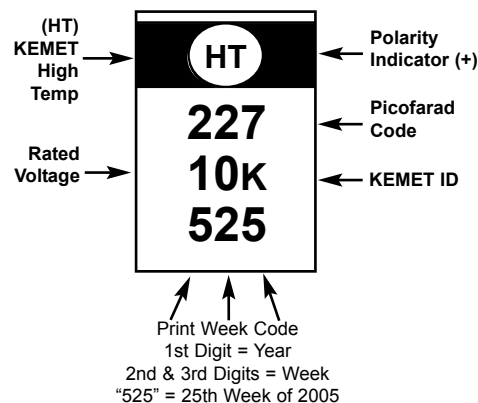 (HT)
KEMET
High
Temp
HT
Polarity
Indicator (+)
227
Picofarad
Code
Rated
Voltage
10K
KEMET ID
525
Print Week Code
1st Digit = Year
2nd & 3rd Digits = Week
“525” = 25th Week of 2005